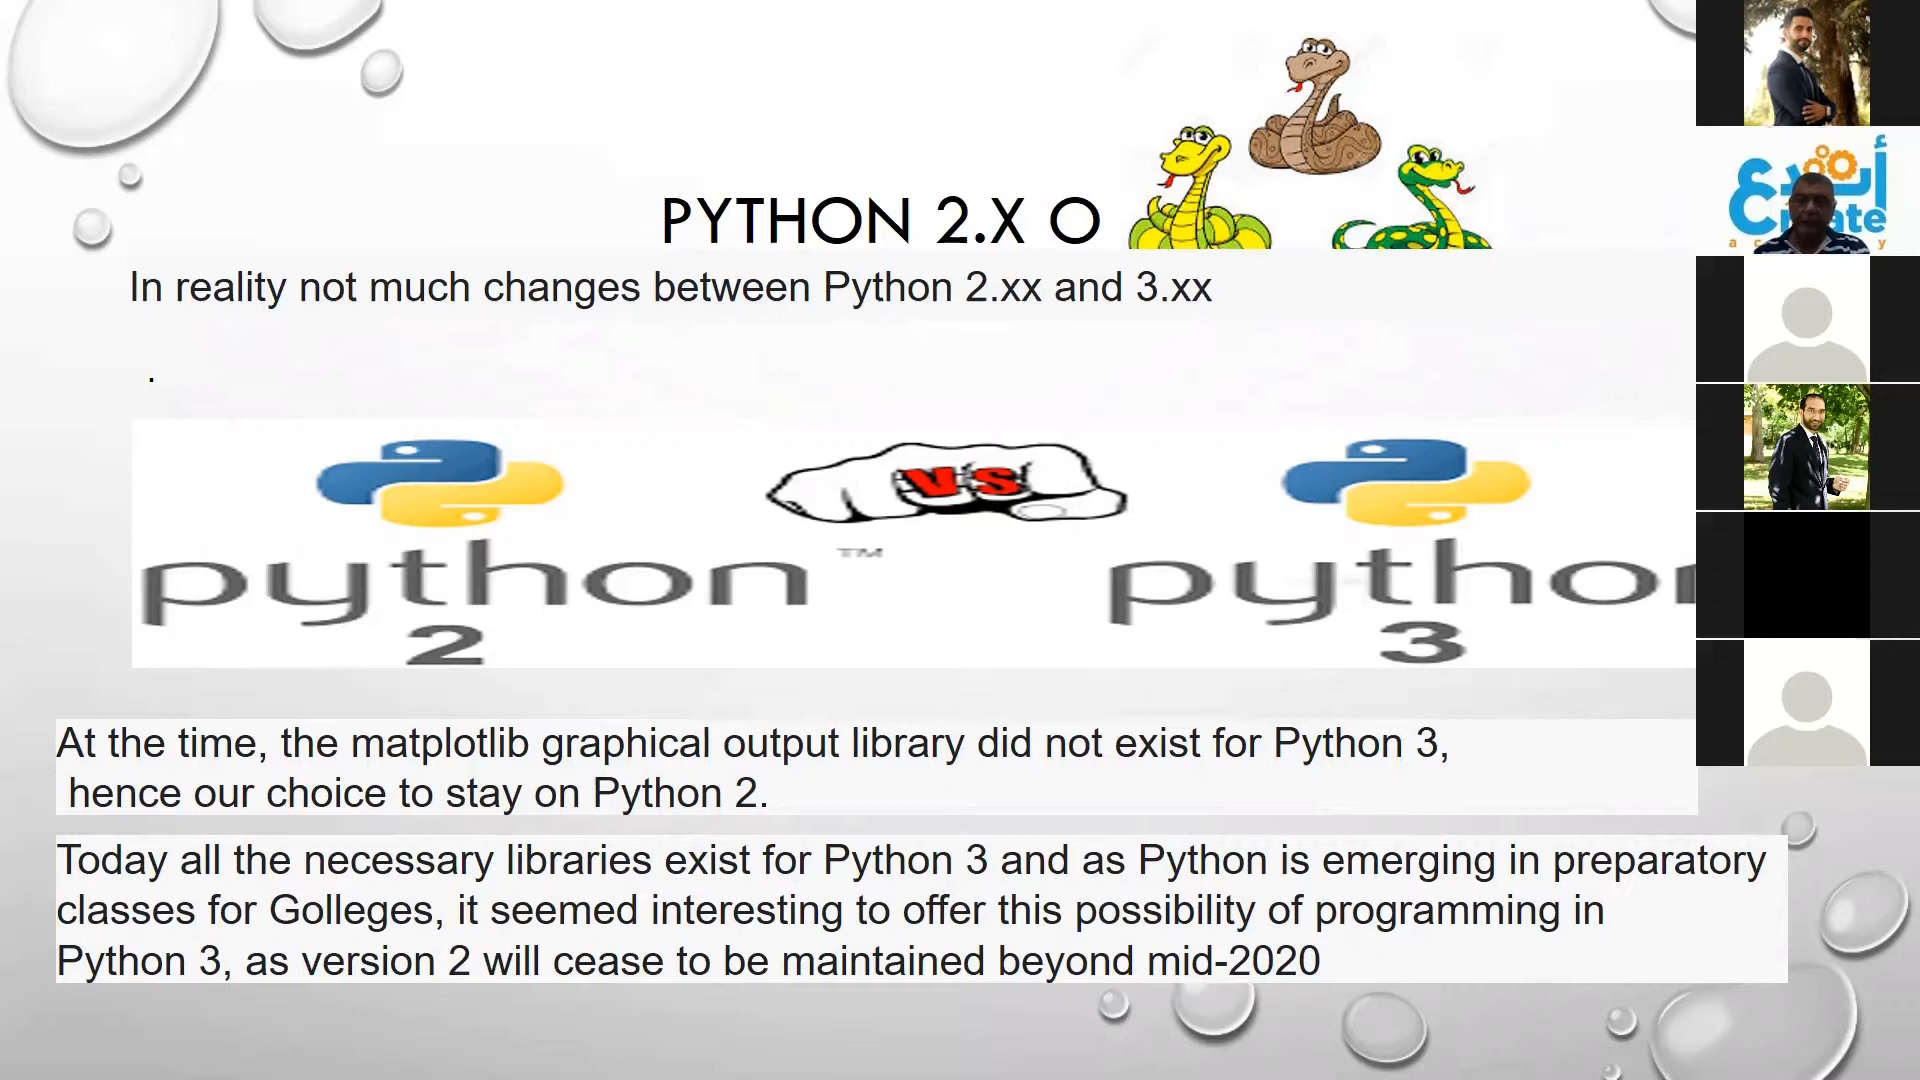 PYTHON 2.X O
In reality not much changes between Python 2.xx and 3.xx
.
VS
python™
2
pytho
3
At the time, the matplotlib graphical output library did not exist for Python 3,
hence our choice to stay on Python 2.
Today all the necessary libraries exist for Python 3 and as Python is emerging in preparatory
classes for Golleges, it seemed interesting to offer this possibility of programming in
Python 3, as version 2 will cease to be maintained beyond mid-2020